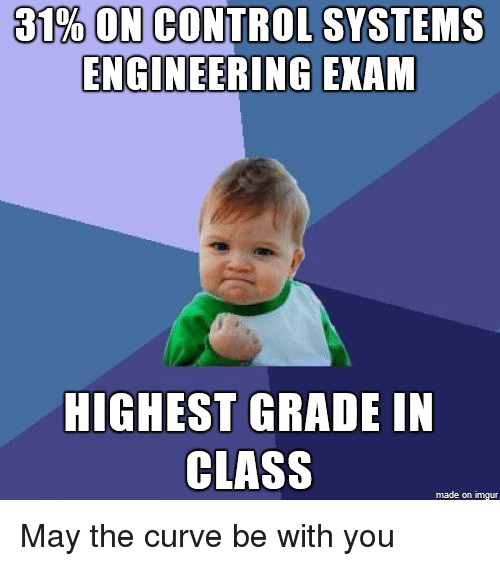 31% ON CONTROL SYSTEMS
ENGINEERING EXAM
HIGHEST GRADE IN
CLASS
made on imgur
May the curve be with you